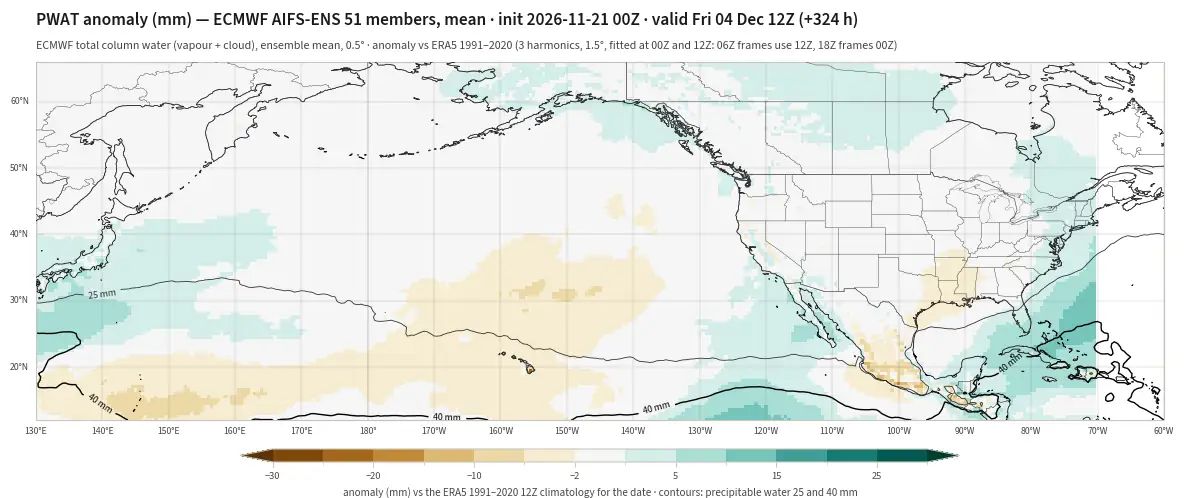 PWAT anomaly (mm) — ECMWF AIFS-ENS 51 members, mean · init 2026-11-21 00Z · valid Fri 04 Dec 12Z (+324 h)
ECMWF total column water (vapour + cloud), ensemble mean, 0.5° · anomaly vs ERA5 1991–2020 (3 harmonics, 1.5°, fitted at 00Z and 12Z: 06Z frames use 12Z, 18Z frames 00Z)
60°N
50°N
40°N
30°N
20°N
25 mm
40 mm
40 mm
40 mm
40 mm
130°E 140°E 150°E 160°E 170°E 180° 170°W 160°W 150°W 140°W 130°W 120°W 110°W 100°W 90°W 80°W 70°W 60°W
−30 −20 −10 −2 5 15 25
anomaly (mm) vs the ERA5 1991–2020 12Z climatology for the date · contours: precipitable water 25 and 40 mm